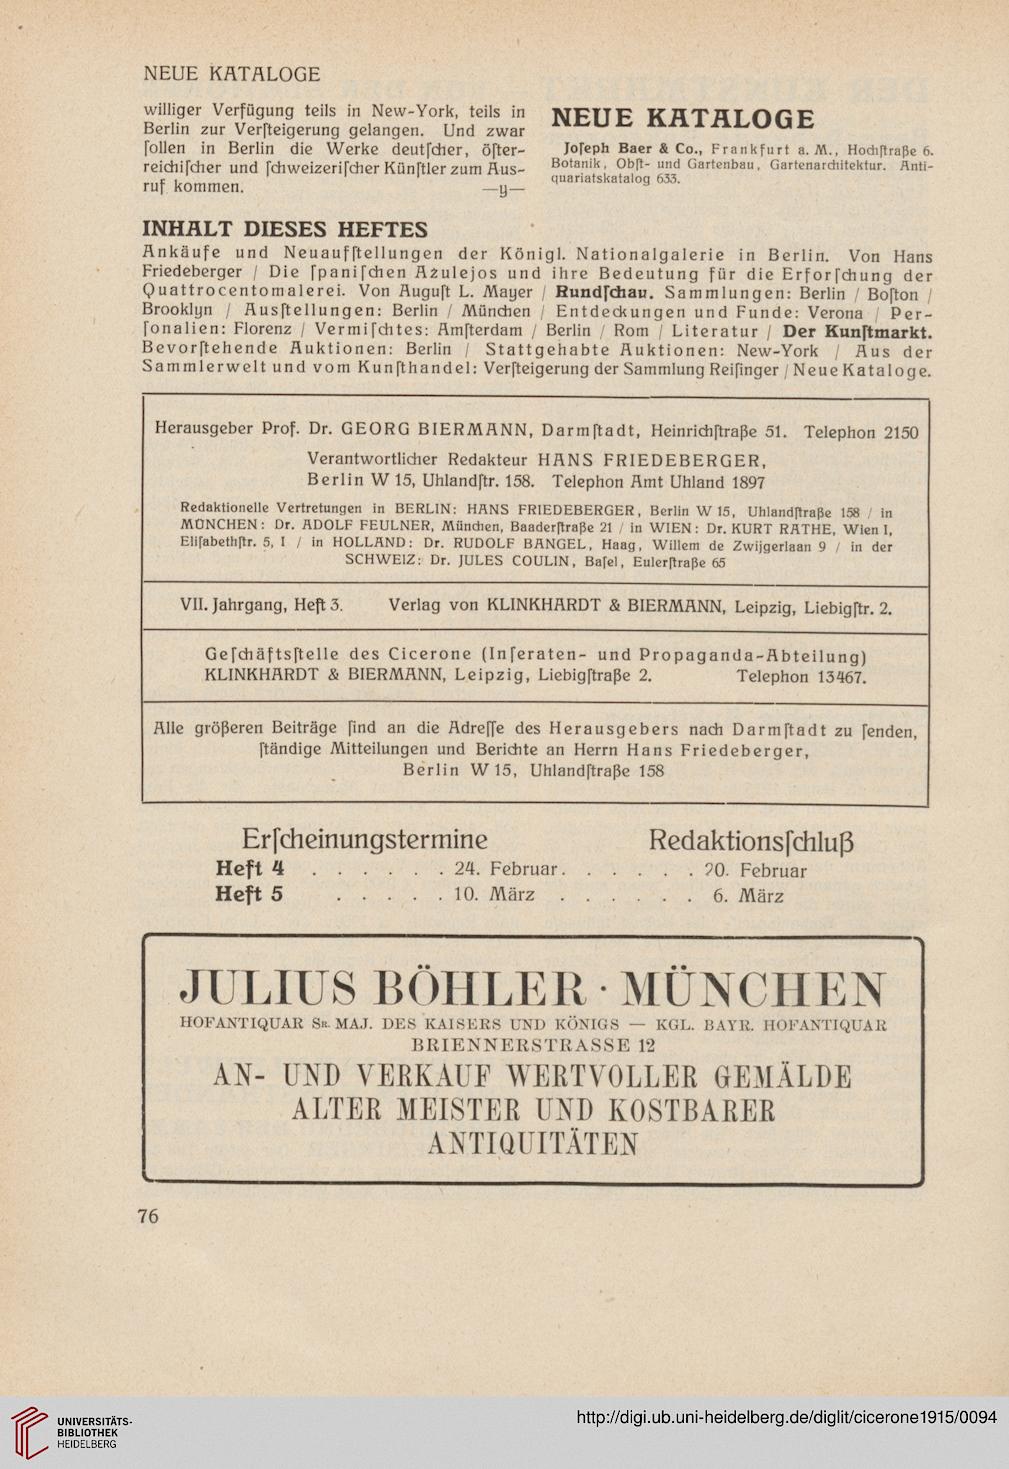 NEUE KATALOGE
williger Verfügung teils in New-York, teils in
Berlin zur Verſteigerung gelangen. Und zwar
ſollen in Berlin die Werke deutſcher, öſter-
reichiſcher und ſchweizeriſcher Künſtler zum Aus-
ruf kommen. —y—
NEUE KATALOGE
Joſeph Baer & Co., Frankfurt a. M., Hochſtraße 6.
Botanik, Obſt- und Gartenbau, Gartenarchitektur. Anti-
quariatskatalog 633.
INHALT DIESES HEFTES
Ankäufe und Neuaufſtellungen der Königl. Nationalgalerie in Berlin. Von Hans
Friedeberger / Die ſpaniſchen Azulejos und ihre Bedeutung für die Erforſchung der
Quattrocentomalerei. Von Auguſt L. Mayer / Rundſchau. Sammlungen: Berlin / Boſton /
Brooklyn / Ausſtellungen: Berlin / München / Entdeckungen und Funde: Verona / Per-
ſonalien: Florenz / Vermiſchtes: Amſterdam / Berlin / Rom / Literatur / Der Kunſtmarkt.
Bevorſtehende Auktionen: Berlin / Stattgehabte Auktionen: New-York / Aus der
Sammlerwelt und vom Kunſthandel: Verſteigerung der Sammlung Reiſinger / Neue Kataloge.
Herausgeber Prof. Dr. GEORG BIERMANN, Darmſtadt, Heinrichſtraße 51. Telephon 2150
Verantwortlicher Redakteur HANS FRIEDEBERGER,
Berlin W 15, Uhlandſtr. 158. Telephon Amt Uhland 1897
Redaktionelle Vertretungen in BERLIN: HANS FRIEDEBERGER, Berlin W 15, Uhlandſtraße 158 / in
MÜNCHEN: Dr. ADOLF FEULNER, München, Baaderſtraße 21 / in WIEN: Dr. KURT RATHE, Wien I,
Eliſabethſtr. 5, I / in HOLLAND: Dr. RUDOLF BANGEL, Haag, Willem de Zwijgerlaan 9 / in der
SCHWEIZ: Dr. JULES COULIN, Baſel, Eulerſtraße 65
VII. Jahrgang, Heft 3. Verlag von KLINKHARDT & BIERMANN, Leipzig, Liebigſtr. 2.
Geſchäftsſtelle des Cicerone (Inſeraten- und Propaganda-Abteilung)
KLINKHARDT & BIERMANN, Leipzig, Liebigſtraße 2. Telephon 13467.
Alle größeren Beiträge ſind an die Adreſſe des Herausgebers nach Darmſtadt zu ſenden,
ſtändige Mitteilungen und Berichte an Herrn Hans Friedeberger,
Berlin W 15, Uhlandſtraße 158
Erſcheinungstermine Redaktionsſchluß
Heft 4 . . . . . . 24. Februar. . . . . . . 20. Februar
Heft 5 . . . . . 10. März . . . . . . . 6. März
JULIUS BÖHLER · MÜNCHEN
HOFANTIQUAR SR. MAJ. DES KAISERS UND KÖNIGS — KGL. BAYR. HOFANTIQUAR
BRIENNERSTRASSE 12
AN- UND VERKAUF WERTVOLLER GEMÄLDE
ALTER MEISTER UND KOSTBARER
ANTIQUITÄTEN
76
UNIVERSITÄTS-
BIBLIOTHEK
HEIDELBERG
http://digi.ub.uni-heidelberg.de/diglit/cicerone1915/0094